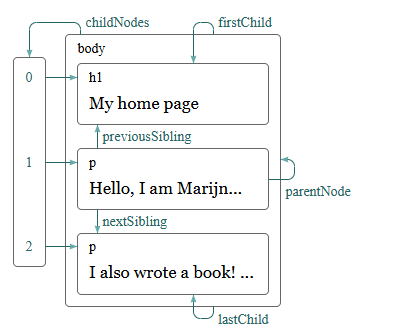 childNodes
firstChild
body
0
h1
My home page
previousSibling
1
p
Hello, I am Marijn...
parentNode
nextSibling
2
p
I also wrote a book! ...
lastChild